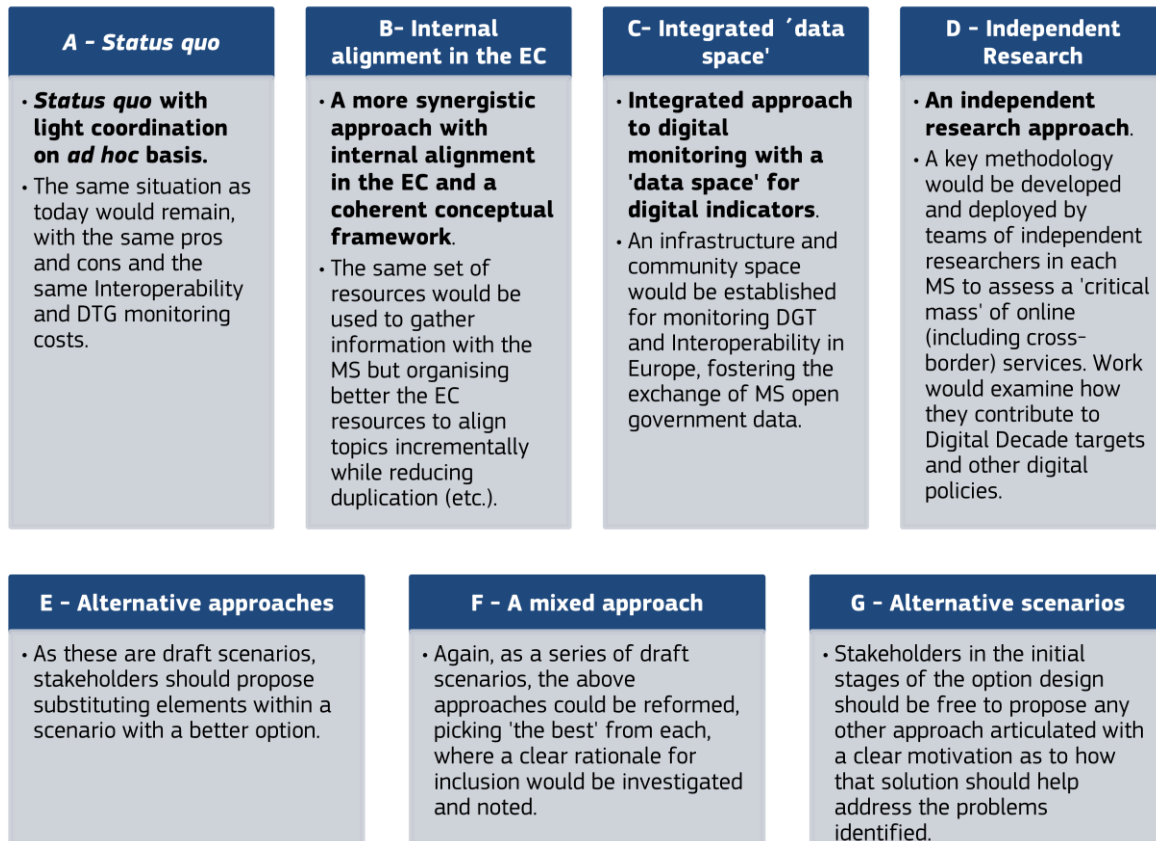 A - Status quo
• Status quo with
light coordination
on ad hoc basis.
• The same situation as
today would remain,
with the same pros
and cons and the
same Interoperability
and DTG monitoring
costs.
B- Internal
alignment in the EC
• A more synergistic
approach with
internal alignment
in the EC and a
coherent conceptual
framework.
• The same set of
resources would be
used to gather
information with the
MS but organising
better the EC
resources to align
topics incrementally
while reducing
duplication (etc.).
C- Integrated ´data
space'
• Integrated approach
to digital
monitoring with a
'data space' for
digital indicators.
• An infrastructure and
community space
would be established
for monitoring DGT
and Interoperability in
Europe, fostering the
exchange of MS open
government data.
D - Independent
Research
• An independent
research approach.
• A key methodology
would be developed
and deployed by
teams of independent
researchers in each
MS to assess a 'critical
mass' of online
(including cross-
border) services. Work
would examine how
they contribute to
Digital Decade targets
and other digital
policies.
E - Alternative approaches
• As these are draft scenarios,
stakeholders should propose
substituting elements within a
scenario with a better option.
F - A mixed approach
• Again, as a series of draft
scenarios, the above
approaches could be reformed,
picking 'the best' from each,
where a clear rationale for
inclusion would be investigated
and noted.
G - Alternative scenarios
• Stakeholders in the initial
stages of the option design
should be free to propose any
other approach articulated with
a clear motivation as to how
that solution should help
address the problems
identified.